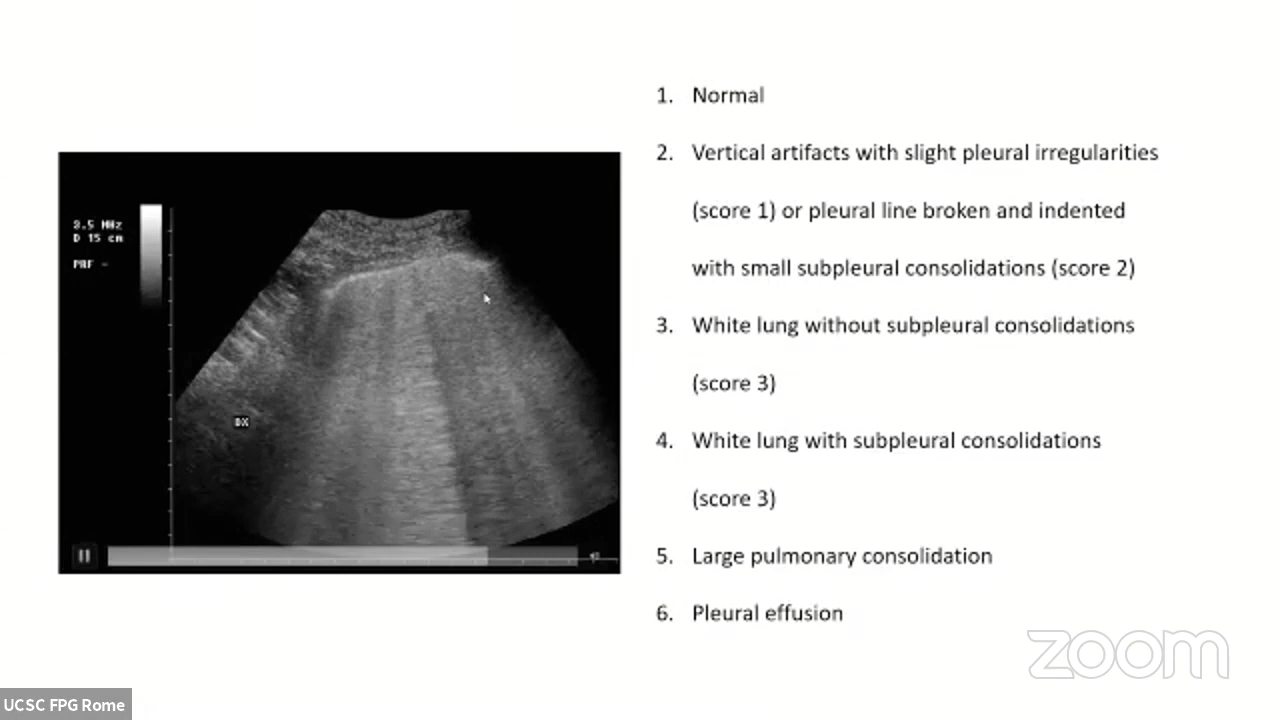 3.5 MHz
D 15 cm
PRF -
DX
1. Normal
2. Vertical artifacts with slight pleural irregularities
(score 1) or pleural line broken and indented
with small subpleural consolidations (score 2)
3. White lung without subpleural consolidations
(score 3)
4. White lung with subpleural consolidations
(score 3)
5. Large pulmonary consolidation
6. Pleural effusion
zoom
UCSC FPG Rome